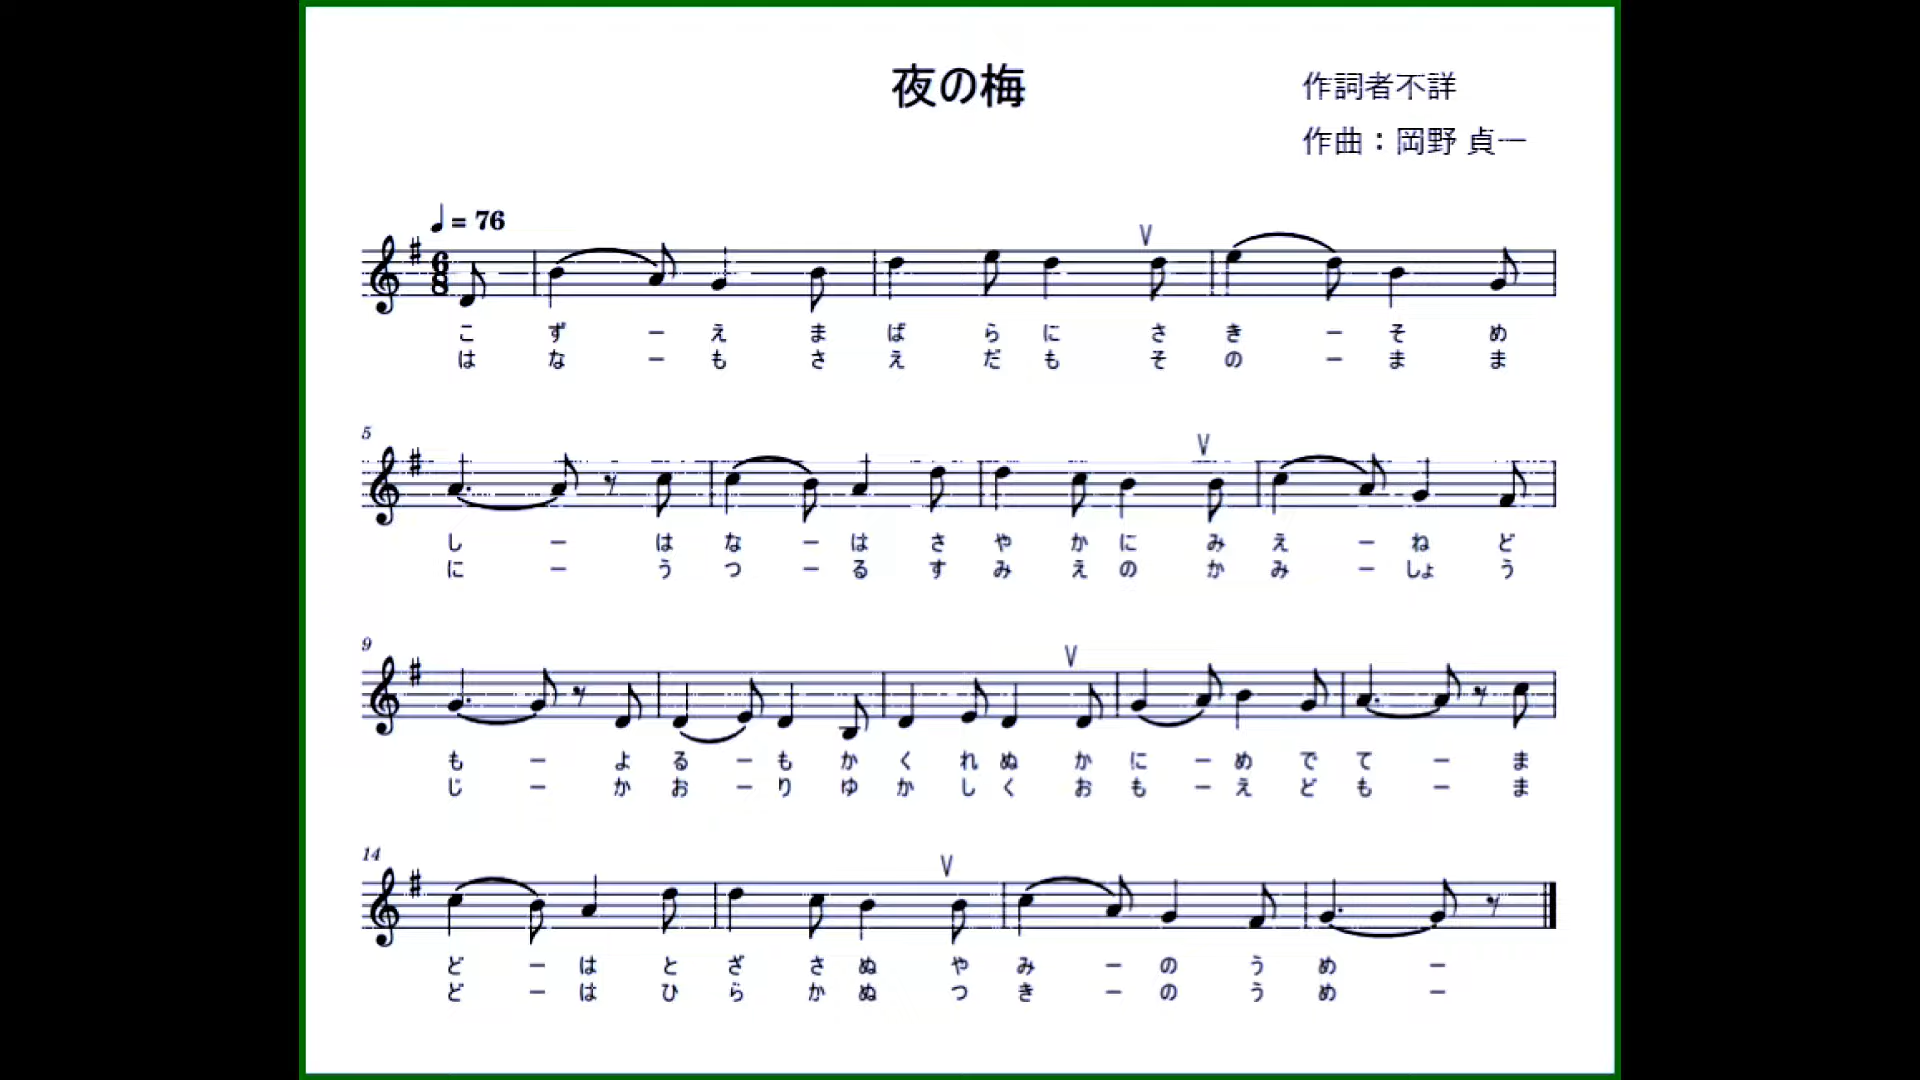 夜の梅
作詞者不詳
作曲：岡野 貞一
= 76
6
8
V
こ ず ー え ま ば ら に さ き ー そ め
は な ー も さ え だ も そ の ー ま ま
5
V
し ー は な ー は さ や か に み え ー ね ど
に ー う つ ー る す み え の か み ー しょ う
9
V
も ー よ る ー も か く れ ぬ か に ー め で て ー ま
じ ー か お ー り ゆ か し く お も ー え ど も ー ま
14
V
ど ー は と ざ さ ぬ や み ー の う め ー
ど ー は ひ ら か ぬ つ き ー の う め ー